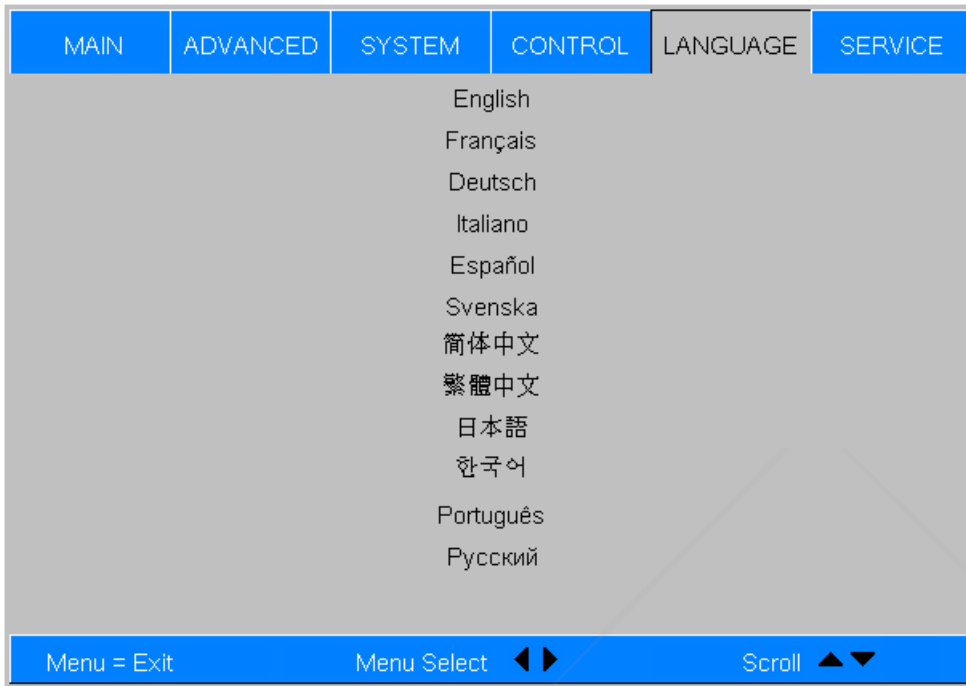 MAIN ADVANCED SYSTEM CONTROL LANGUAGE SERVICE
English
Français
Deutsch
Italiano
Español
Svenska
简体中文
繁體中文
日本語
한국어
Português
Русский
Menu = Exit Menu Select Scroll